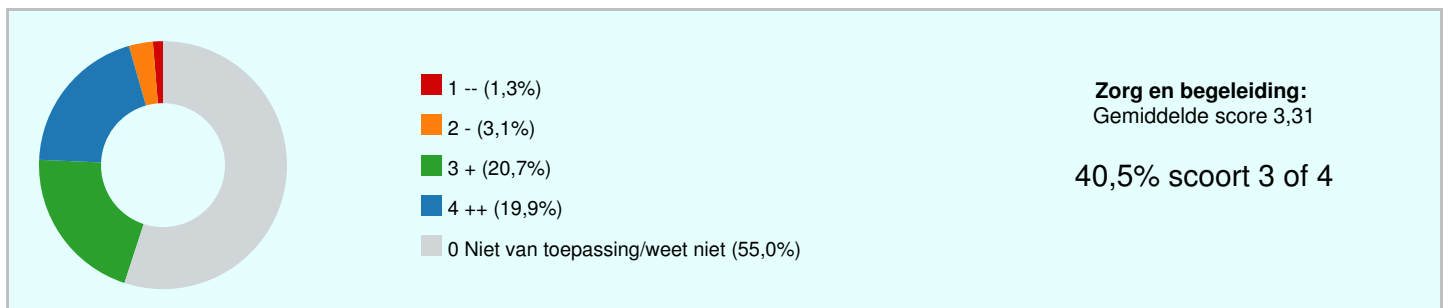 1 -- (1,3%)
2 - (3,1%)
3 + (20,7%)
4 ++ (19,9%)
0 Niet van toepassing/weet niet (55,0%)
Zorg en begeleiding:
Gemiddelde score 3,31
40,5% scoort 3 of 4